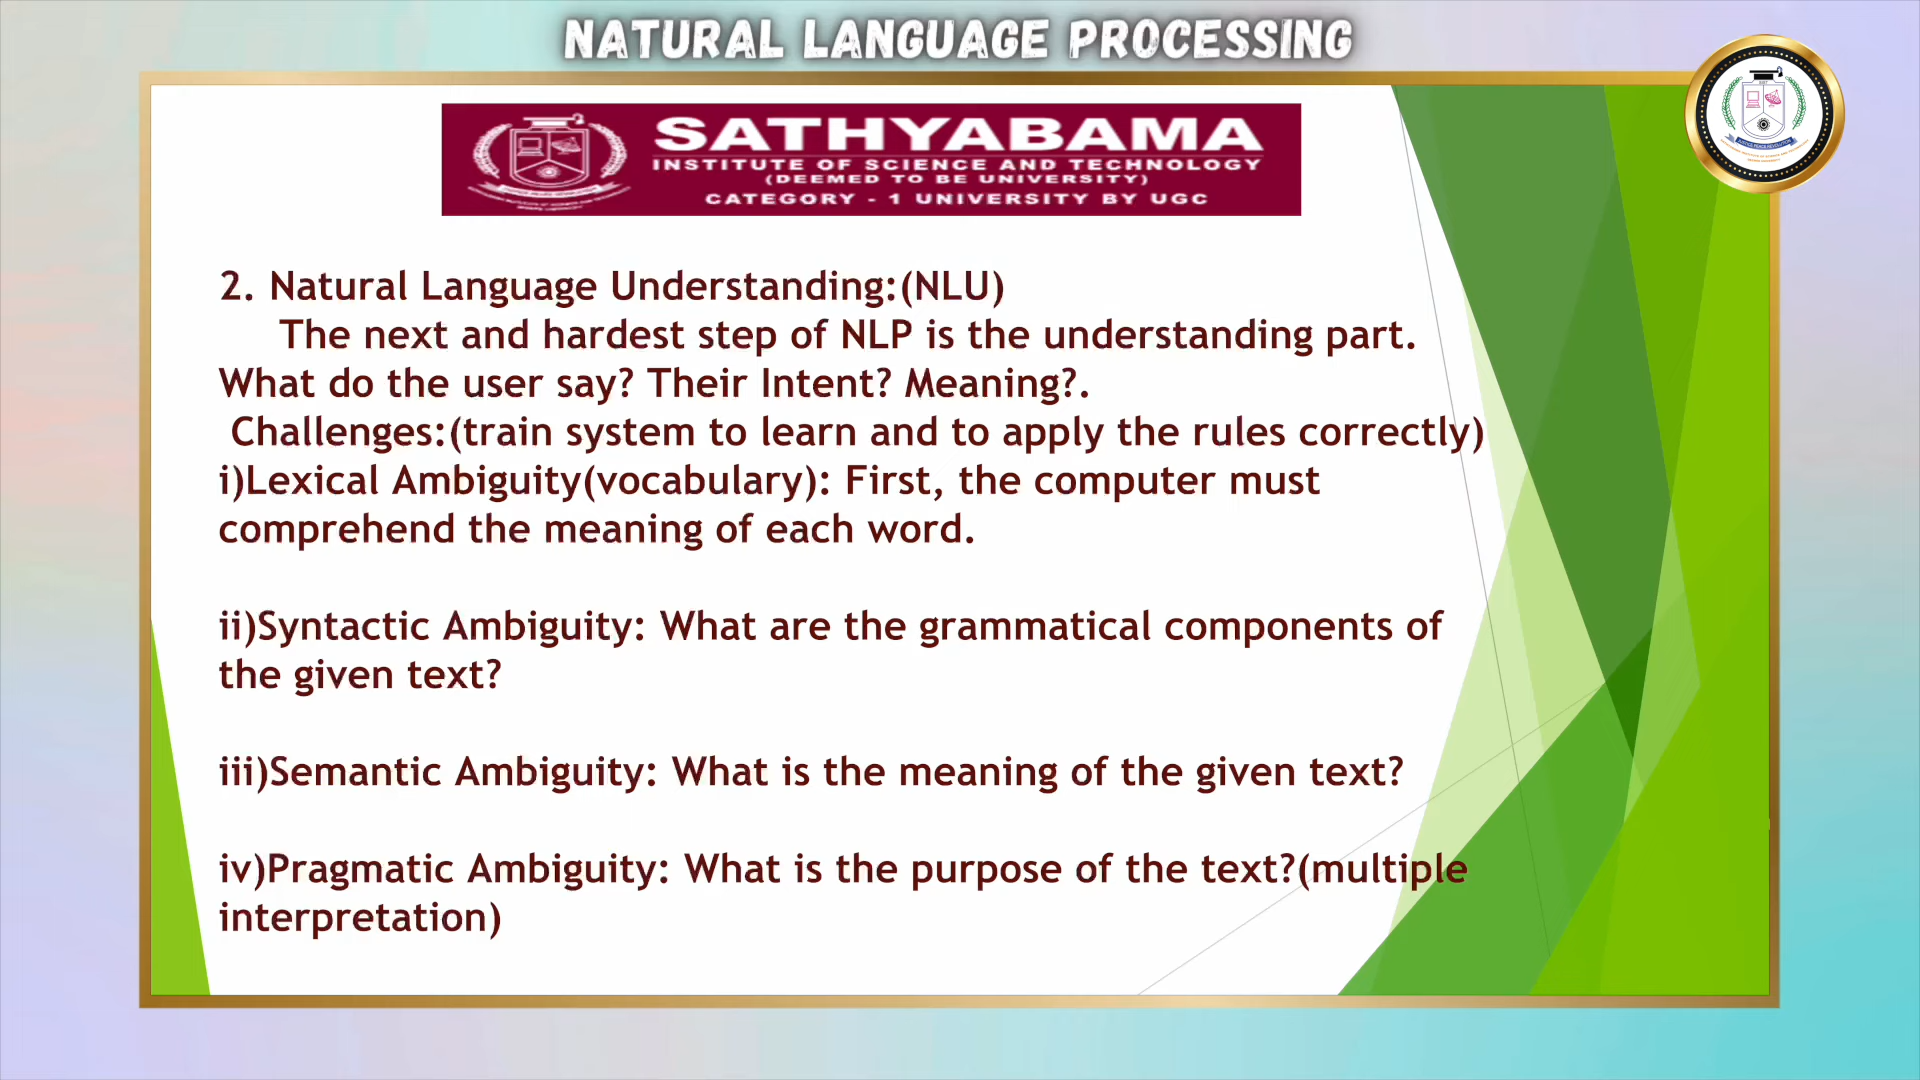 NATURAL LANGUAGE PROCESSING
SATHYABAMA
INSTITUTE OF SCIENCE AND TECHNOLOGY
(DEEMED TO BE UNIVERSITY)
CATEGORY - 1 UNIVERSITY BY UGC
2. Natural Language Understanding:(NLU)
The next and hardest step of NLP is the understanding part.
What do the user say? Their Intent? Meaning?.
Challenges:(train system to learn and to apply the rules correctly)
i)Lexical Ambiguity(vocabulary): First, the computer must
comprehend the meaning of each word.
ii)Syntactic Ambiguity: What are the grammatical components of
the given text?
iii)Semantic Ambiguity: What is the meaning of the given text?
iv)Pragmatic Ambiguity: What is the purpose of the text?(multiple
interpretation)